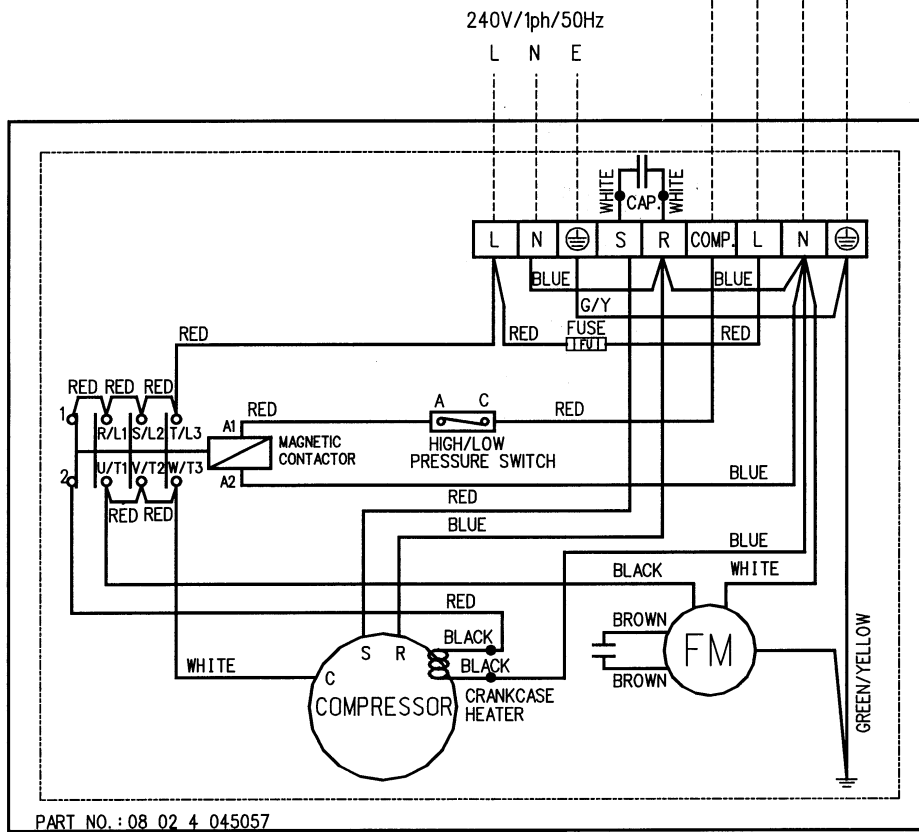 240V/1ph/50Hz
L N E
WHITE WHITE
CAP.
L N S R COMP. L N
BLUE BLUE
G/Y
RED RED FUSE RED
FU
RED RED RED
A C
1 RED RED
R/L1 S/L2 T/L3 A1
MAGNETIC
CONTACTOR
HIGH/LOW
PRESSURE SWITCH
2 U/T1 V/T2 W/T3 A2
BLUE
RED
RED RED
BLUE BLUE
BLACK WHITE
RED
BROWN
S R BLACK
FM
WHITE C BLACK
BROWN
COMPRESSOR
CRANKCASE
HEATER
GREEN/YELLOW
PART NO.: 08 02 4 045057